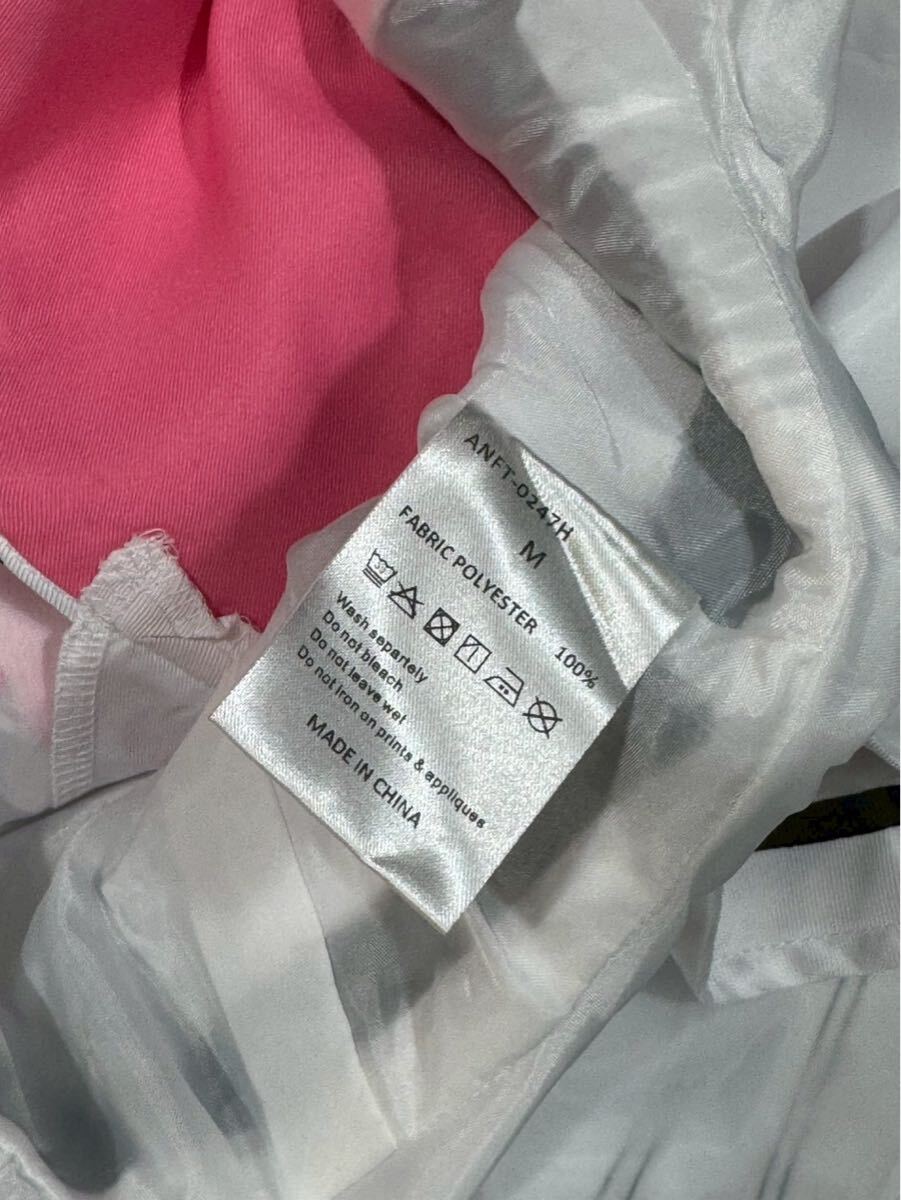 ANFT-0247H
M
FABRIC POLYESTER 100%
Wash separtely
Do not bleach
Do not leave wet
Do not iron on prints & appliques
MADE IN CHINA